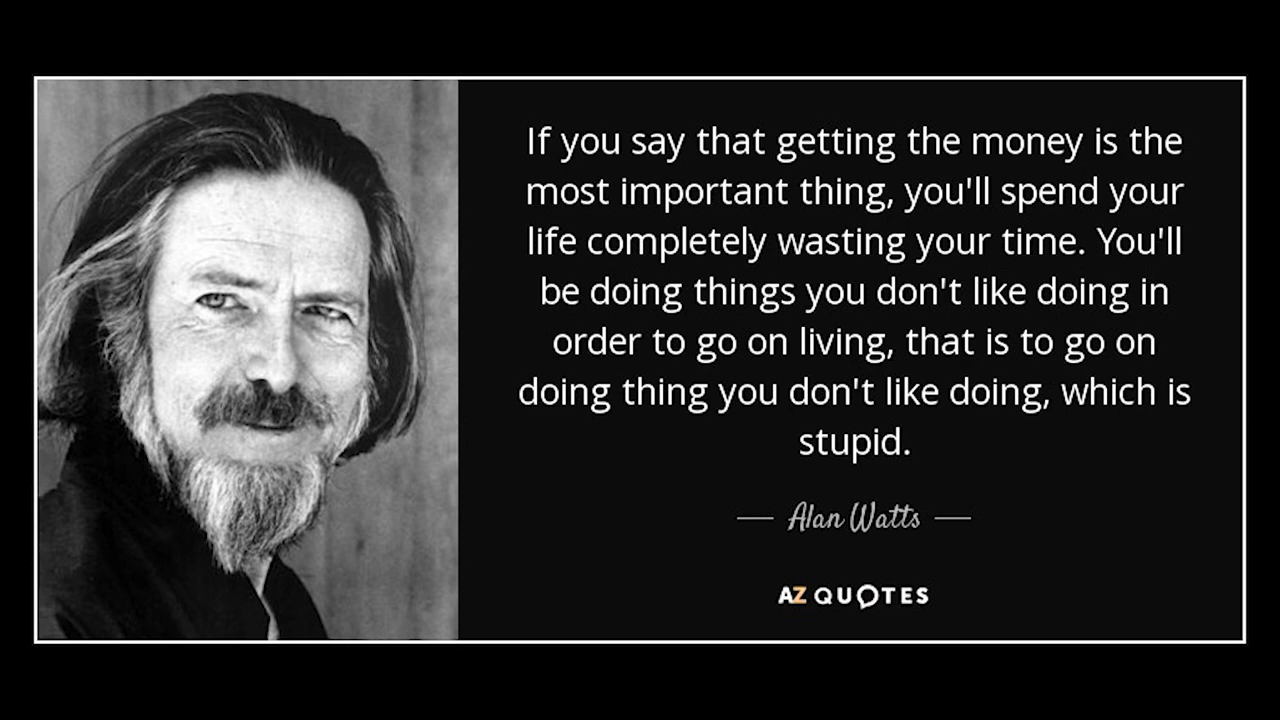 If you say that getting the money is the
most important thing, you'll spend your
life completely wasting your time. You'll
be doing things you don't like doing in
order to go on living, that is to go on
doing thing you don't like doing, which is
stupid.
Alan Watts
AZ QUOTES